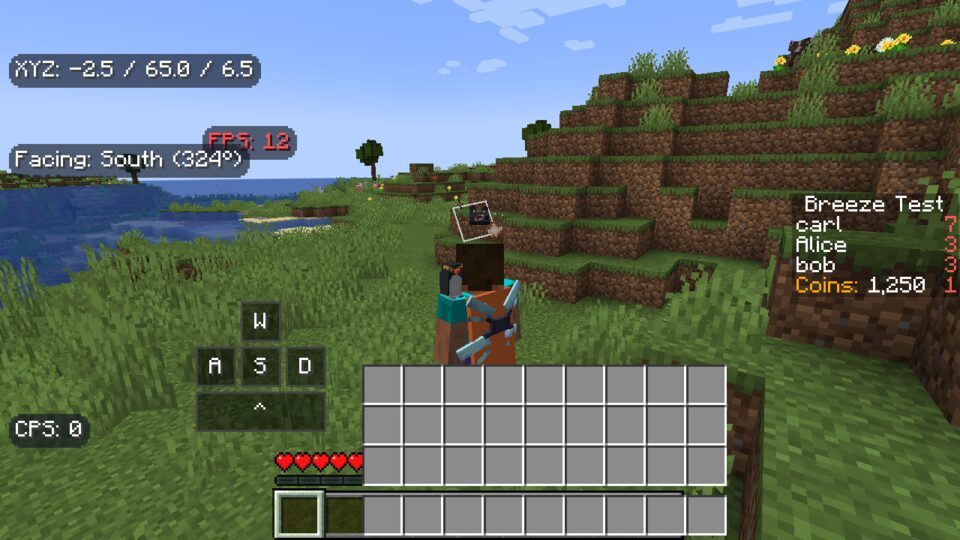 XYZ: -2.5 / 65.0 / 6.5
FPS: 12
Facing: South (324°)
Breeze Test
carl 7
Alice 3
bob 3
Coins: 1,250 1
W
A S D
^
CPS: 0